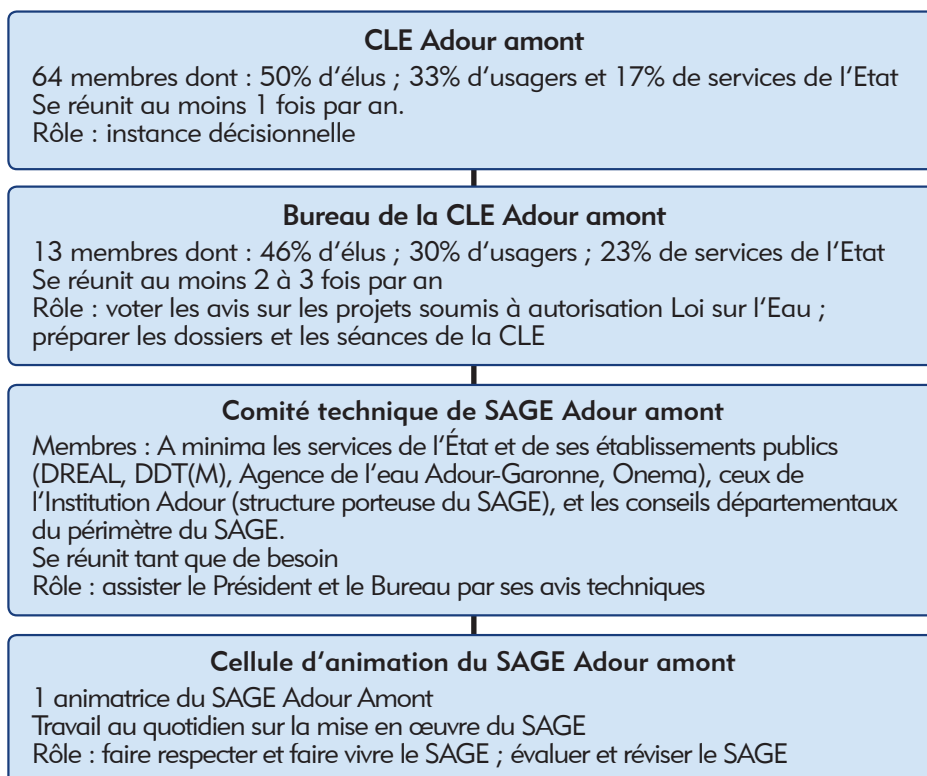 CLE Adour amont
64 membres dont : 50% d'élus ; 33% d'usagers et 17% de services de l'Etat
Se réunit au moins 1 fois par an.
Rôle : instance décisionnelle
Bureau de la CLE Adour amont
13 membres dont : 46% d'élus ; 30% d'usagers ; 23% de services de l'Etat
Se réunit au moins 2 à 3 fois par an
Rôle : voter les avis sur les projets soumis à autorisation Loi sur l'Eau ;
préparer les dossiers et les séances de la CLE
Comité technique de SAGE Adour amont
Membres : A minima les services de l'État et de ses établissements publics
(DREAL, DDT(M), Agence de l'eau Adour-Garonne, Onema), ceux de
l'Institution Adour (structure porteuse du SAGE), et les conseils départementaux
du périmètre du SAGE.
Se réunit tant que de besoin
Rôle : assister le Président et le Bureau par ses avis techniques
Cellule d'animation du SAGE Adour amont
1 animatrice du SAGE Adour Amont
Travail au quotidien sur la mise en œuvre du SAGE
Rôle : faire respecter et faire vivre le SAGE ; évaluer et réviser le SAGE